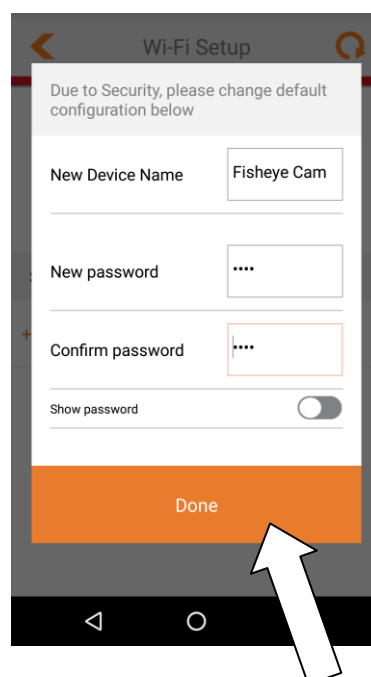 Wi-Fi Setup
Due to Security, please change default
configuration below
New Device Name
Fisheye Cam
New password
••••
Confirm password
••••
Show password
Done